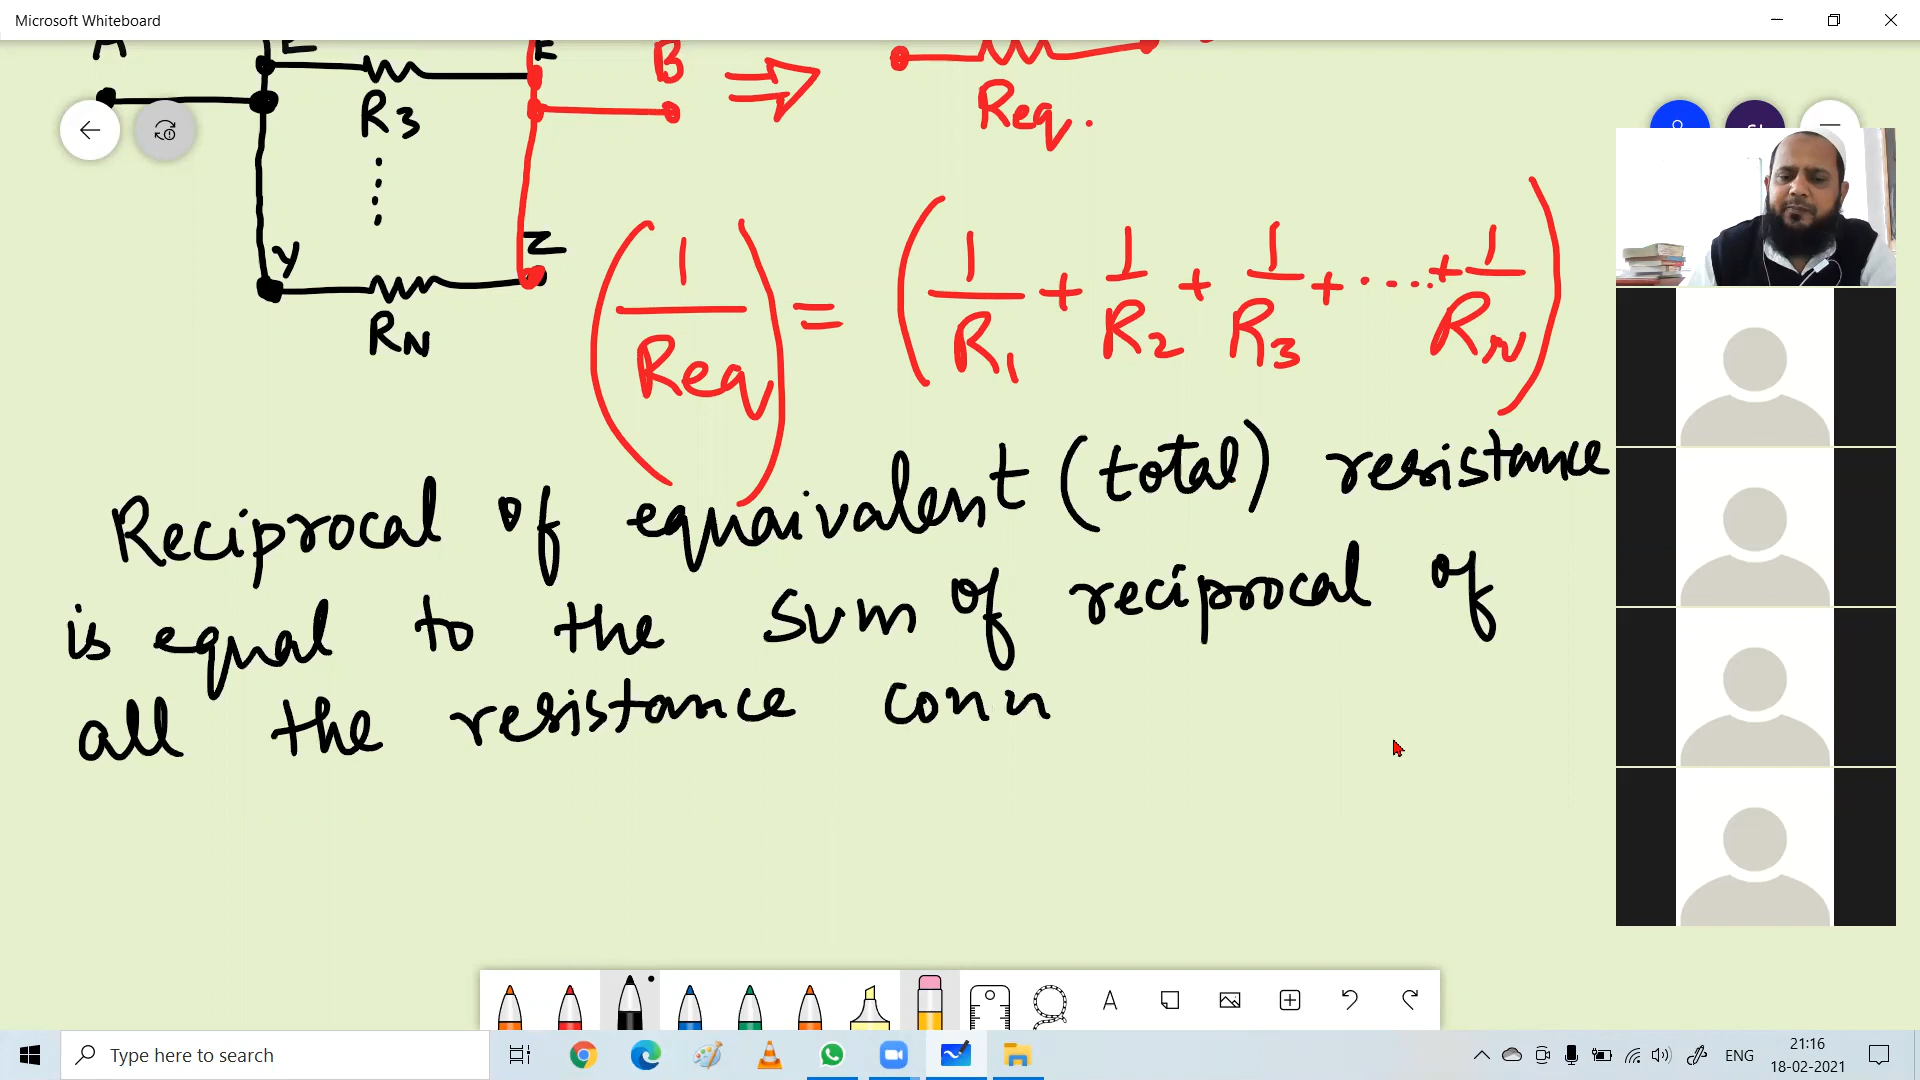 Microsoft Whiteboard
A
E
E
B
R3
Req.
Y
Z
RN
(1/Req) = (1/R1 + 1/R2 + 1/R3 + ..... + 1/RN)
Reciprocal of equaivalent (total) resistance
is equal to the sum of reciprocal of
all the resistance conn
A
Type here to search
ENG
21:16
18-02-2021